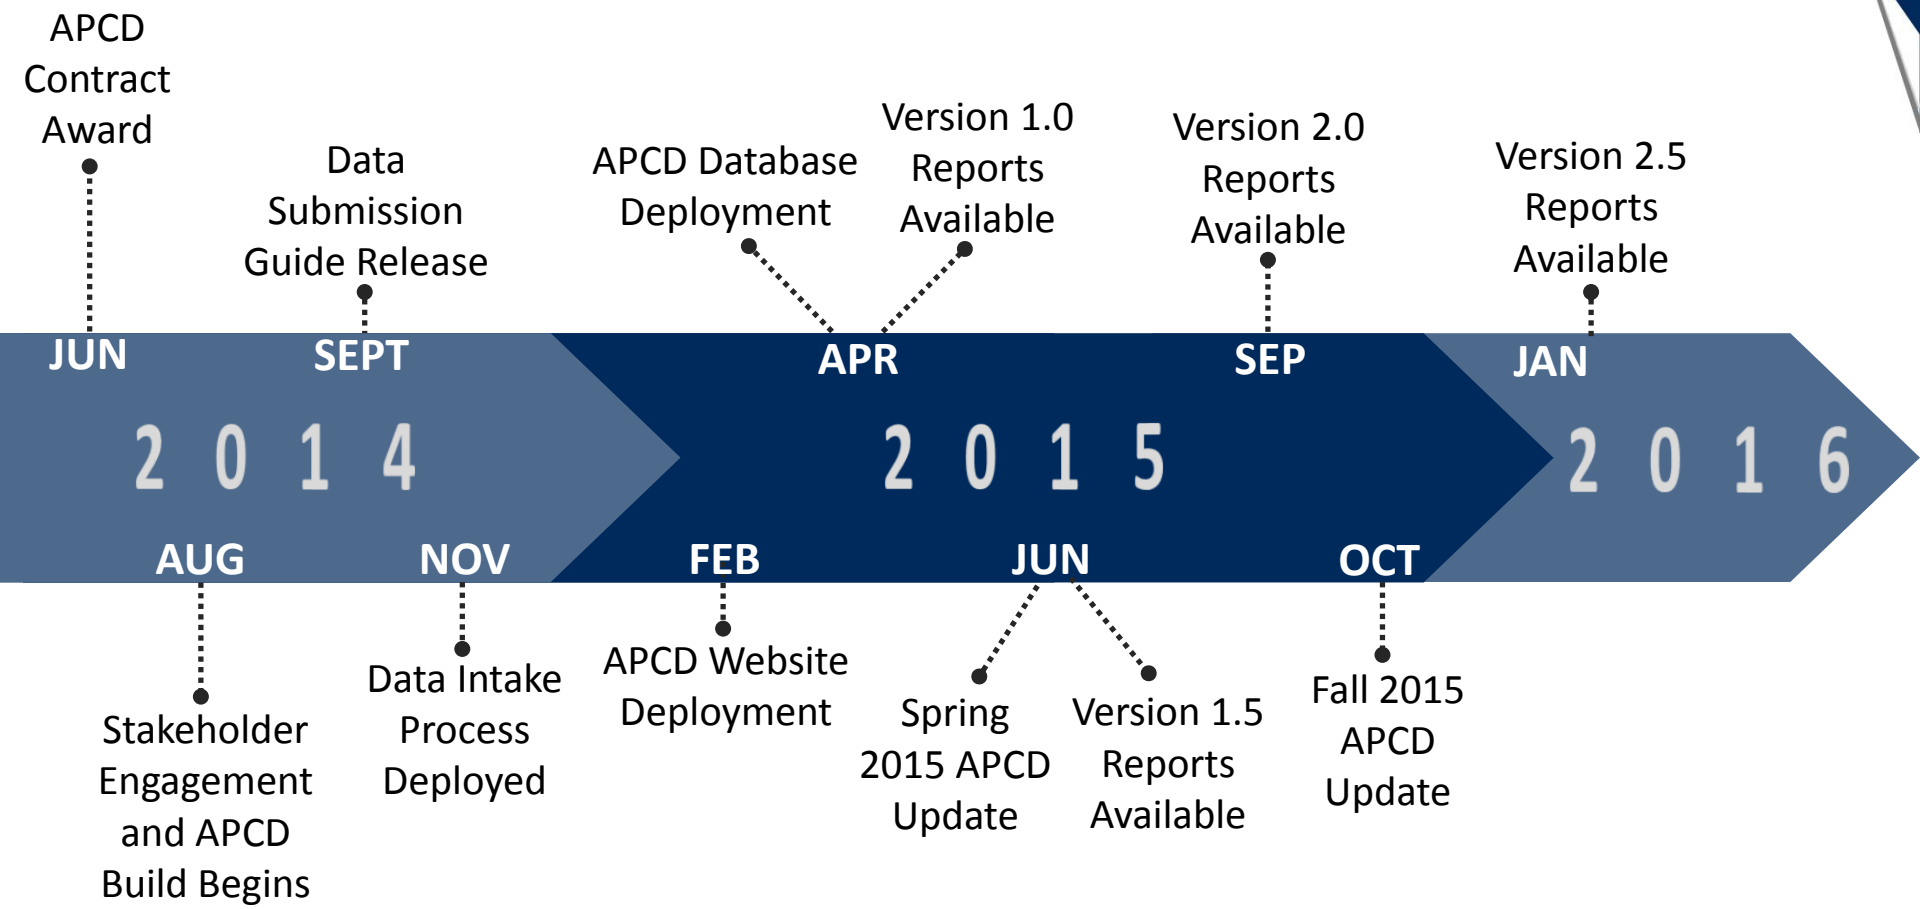 APCD
Contract
Award
Data
Submission
Guide Release
APCD Database
Deployment
Version 1.0
Reports
Available
Version 2.0
Reports
Available
Version 2.5
Reports
Available
JUN
SEPT
APR
SEP
JAN
2 0 1 4
2 0 1 5
2 0 1 6
AUG
NOV
FEB
JUN
OCT
Stakeholder
Engagement
and APCD
Build Begins
Data Intake
Process
Deployed
APCD Website
Deployment
Spring
2015 APCD
Update
Version 1.5
Reports
Available
Fall 2015
APCD
Update